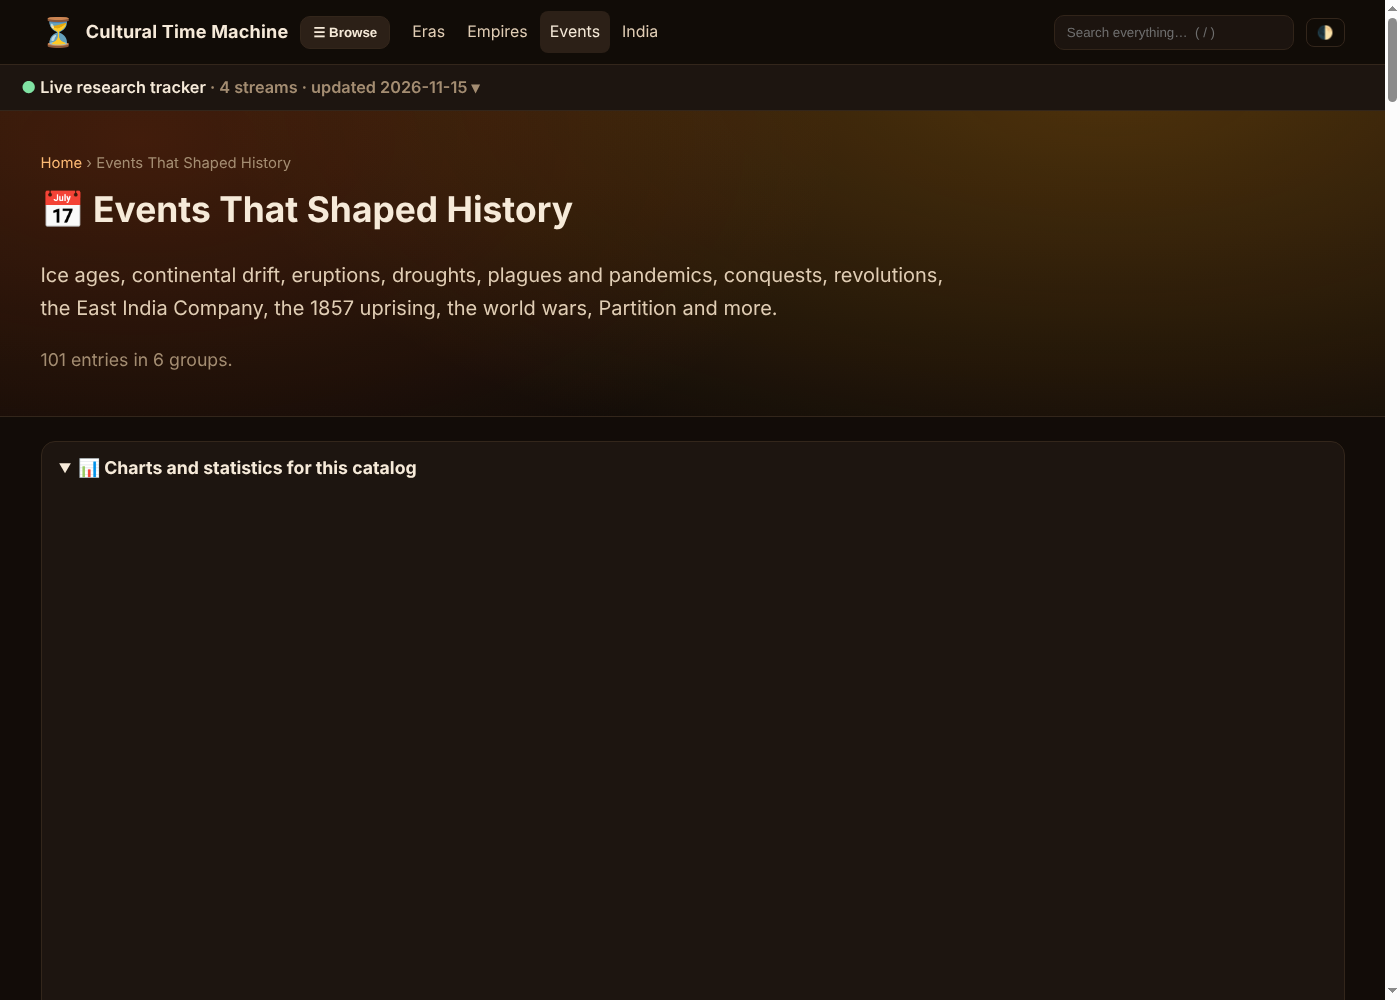 Cultural Time Machine ☰ Browse Eras Empires Events India Search everything… ( / )
Live research tracker · 4 streams · updated 2026-11-15 ▾
Home › Events That Shaped History
July 17 Events That Shaped History
Ice ages, continental drift, eruptions, droughts, plagues and pandemics, conquests, revolutions,
the East India Company, the 1857 uprising, the world wars, Partition and more.
101 entries in 6 groups.
▼ Charts and statistics for this catalog